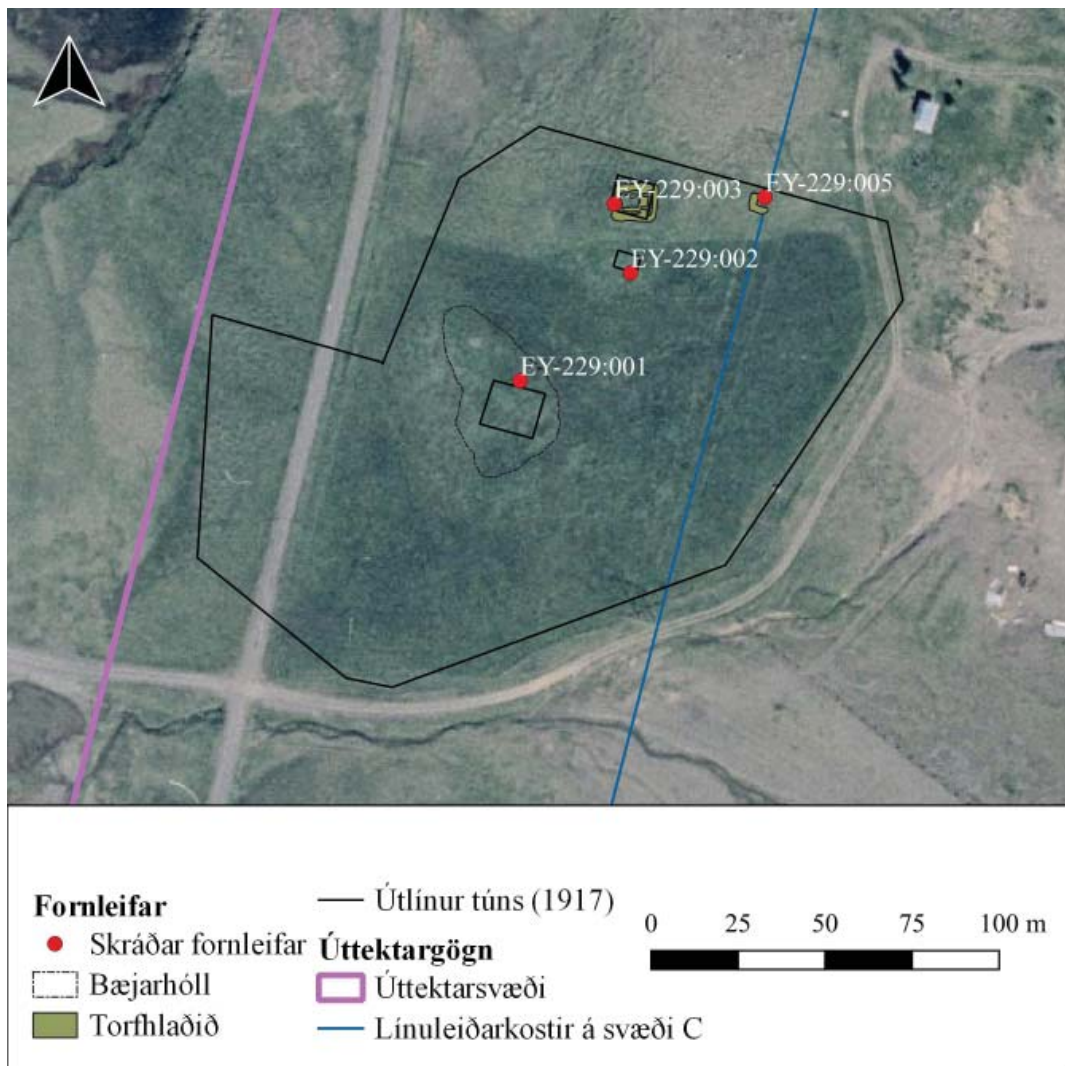 EY-229:003
EY-229:005
EY-229:002
EY-229:001
Fornleifar
Skráðar fornleifar
Bæjarhóll
Torfhlaðið
Útlínur túns (1917)
Úttektargögn
Úttektarsvæði
Línuleiðarkostir á svæði C
0 25 50 75 100 m